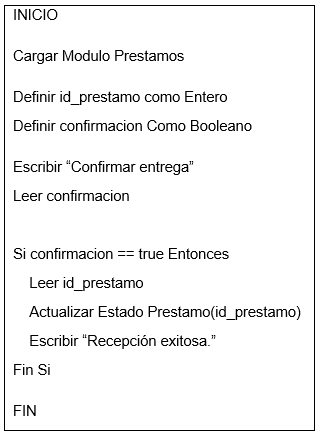 INICIO
Cargar Modulo Prestamos
Definir id_prestamo como Entero
Definir confirmacion Como Booleano
Escribir “Confirmar entrega”
Leer confirmacion
Si confirmacion == true Entonces
Leer id_prestamo
Actualizar Estado Prestamo(id_prestamo)
Escribir “Recepción exitosa.”
Fin Si
FIN